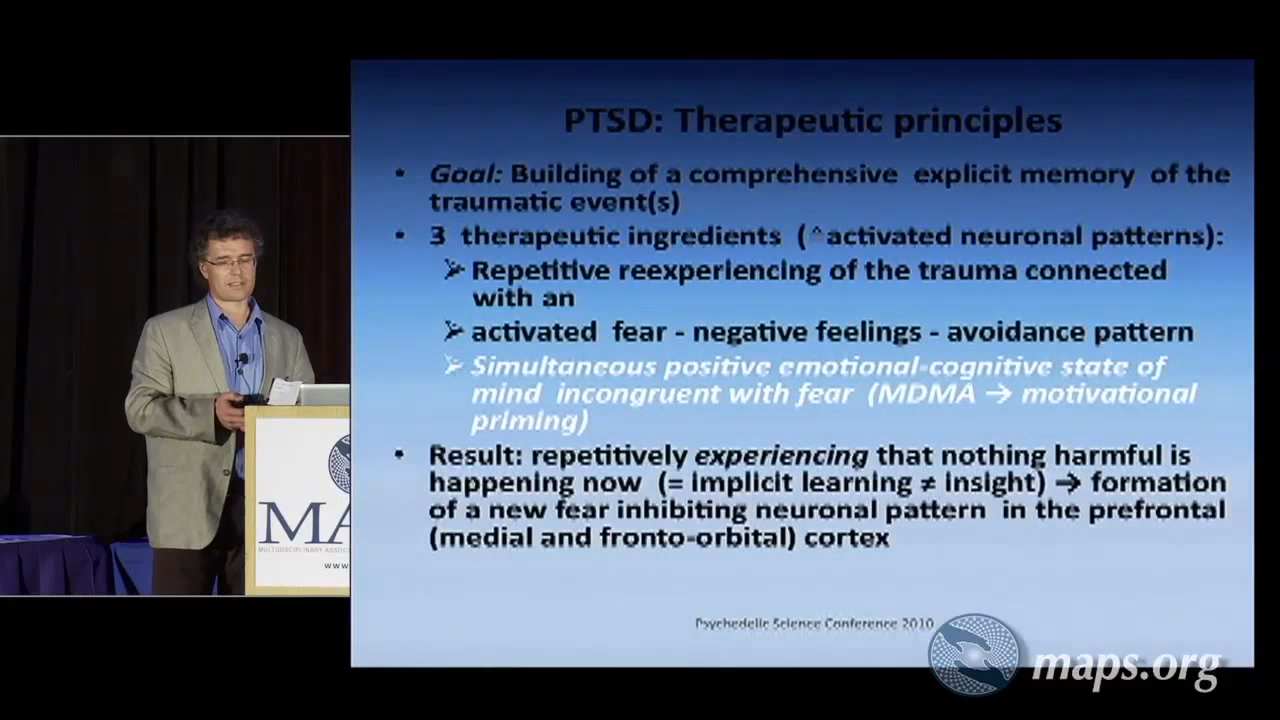 PTSD: Therapeutic principles
• Goal: Building of a comprehensive explicit memory of the
traumatic event(s)
• 3 therapeutic ingredients (^activated neuronal patterns):
➢ Repetitive reexperiencing of the trauma connected
with an
➢ activated fear - negative feelings - avoidance pattern
➢ Simultaneous positive emotional-cognitive state of
mind incongruent with fear (MDMA → motivational
priming)
• Result: repetitively experiencing that nothing harmful is
happening now (= implicit learning ≠ insight) → formation
of a new fear inhibiting neuronal pattern in the prefrontal
(medial and fronto-orbital) cortex
Psychedelic Science Conference 2010
maps.org
MA
MULTIDISCIPLINARY ASSOC
www.